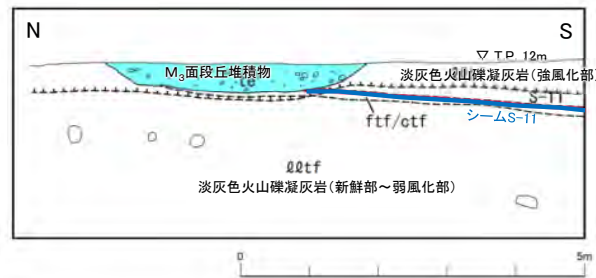 N
S
▽ T.P. 12m
M₃面段丘堆積物
淡灰色火山礫凝灰岩(強風化部)
S-11
シームS-11
ftf/ctf
ℓℓtf
淡灰色火山礫凝灰岩(新鮮部～弱風化部)
0
5m